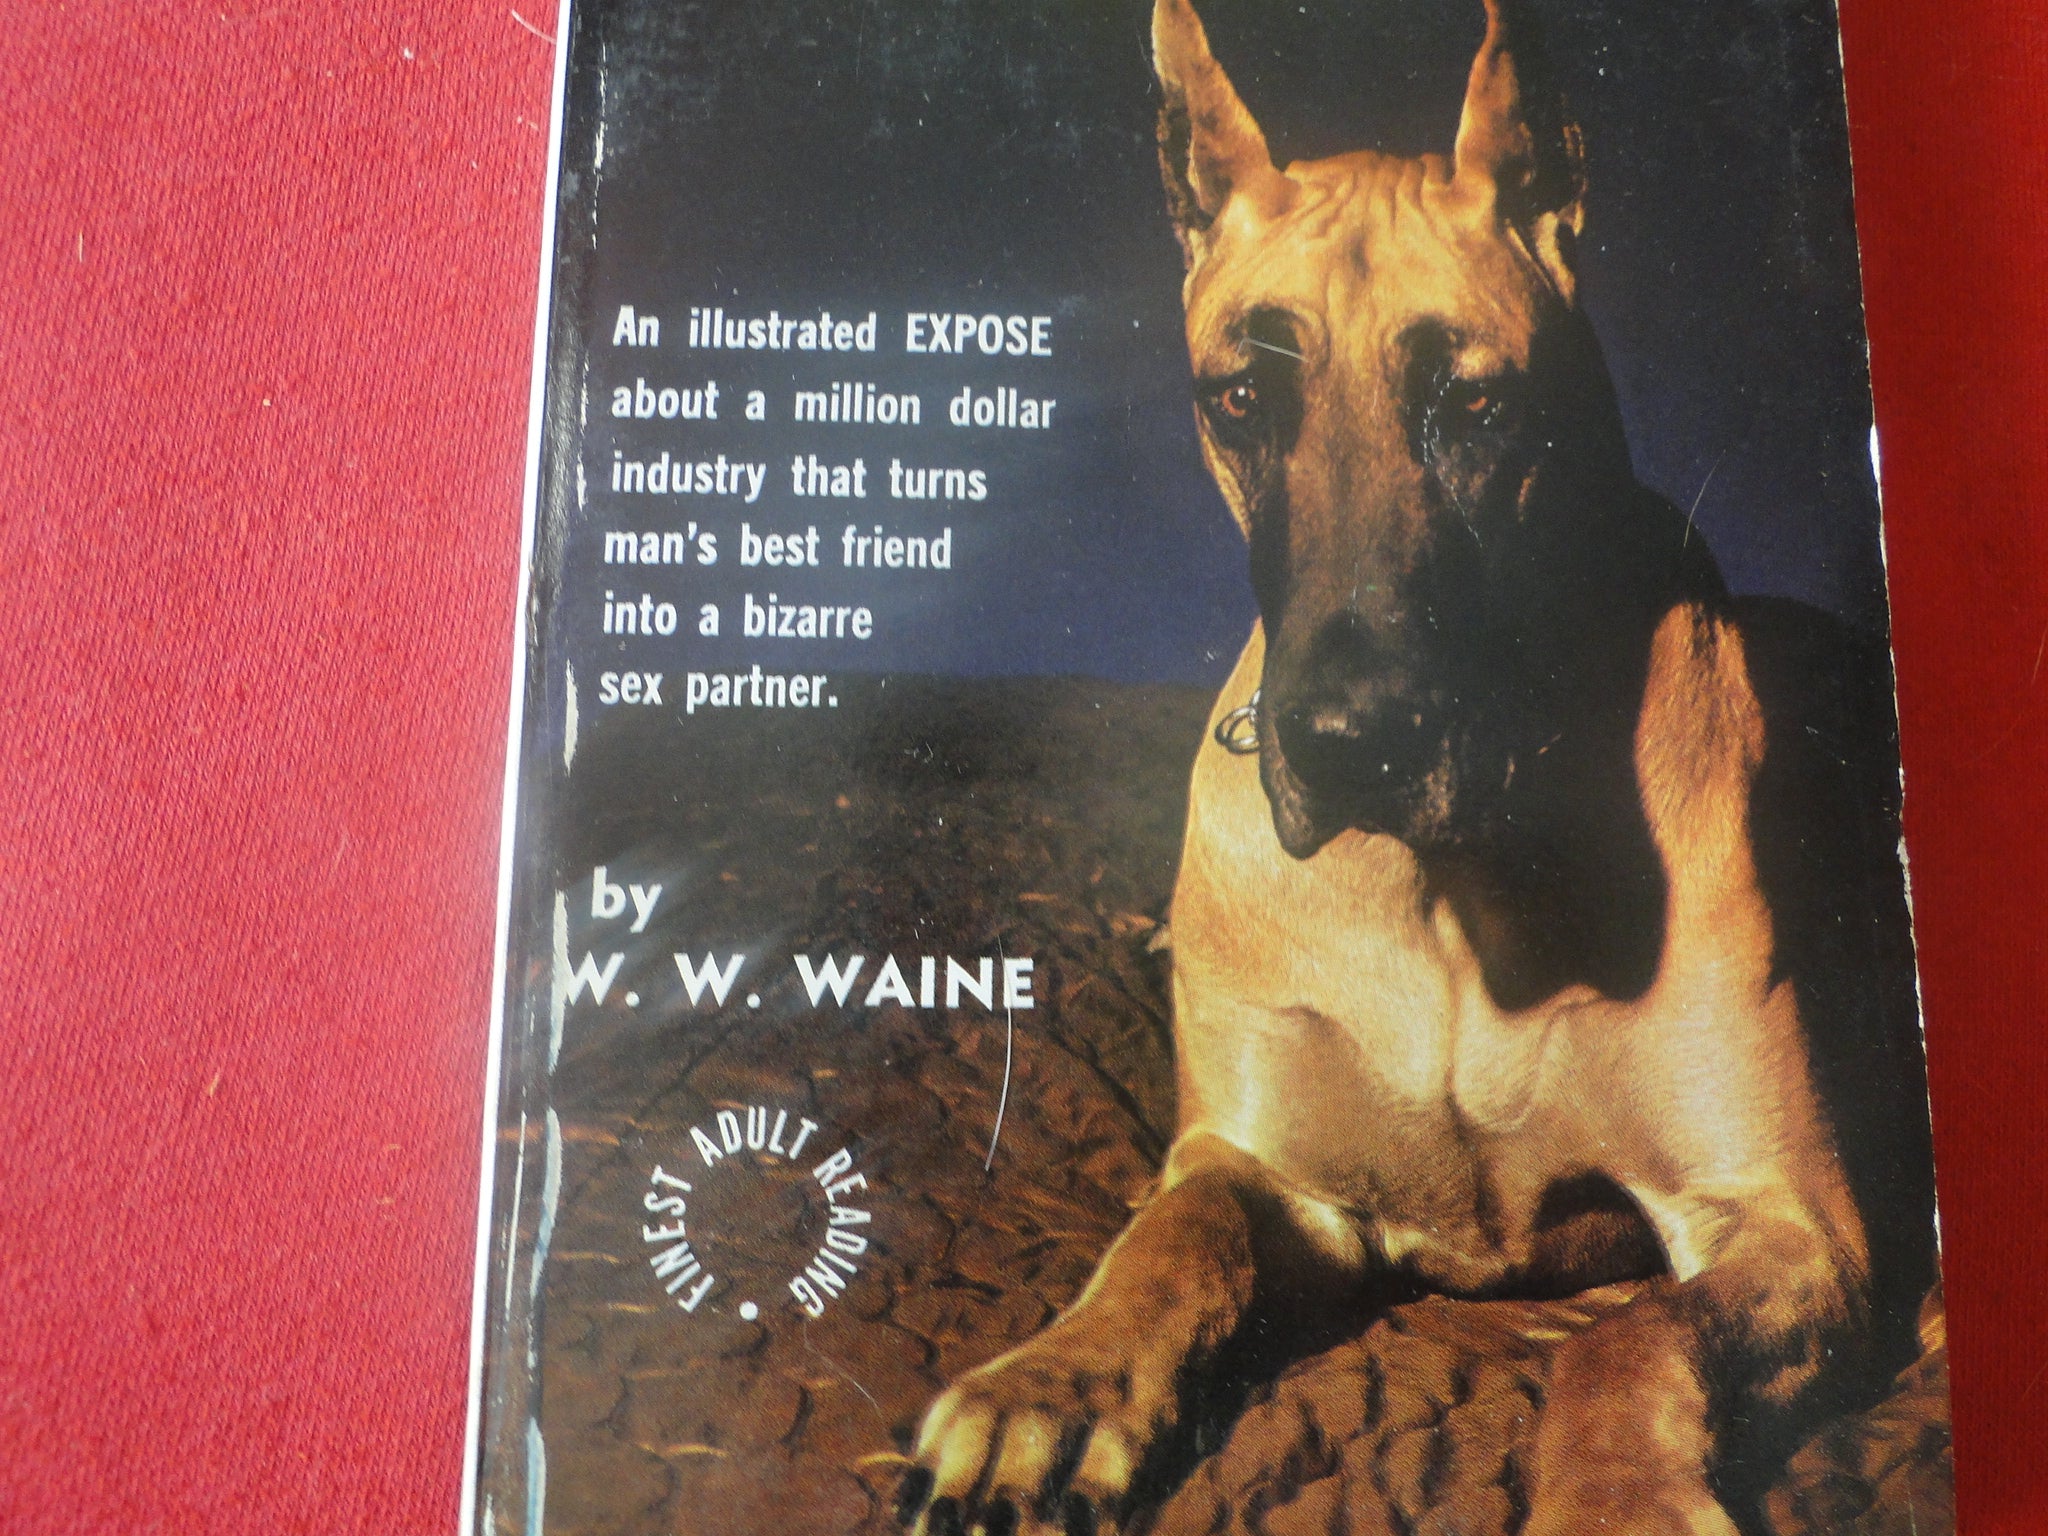 An illustrated EXPOSE
about a million dollar
industry that turns
man's best friend
into a bizarre
sex partner.
by
W. W. WAINE
FINEST ADULT READING •